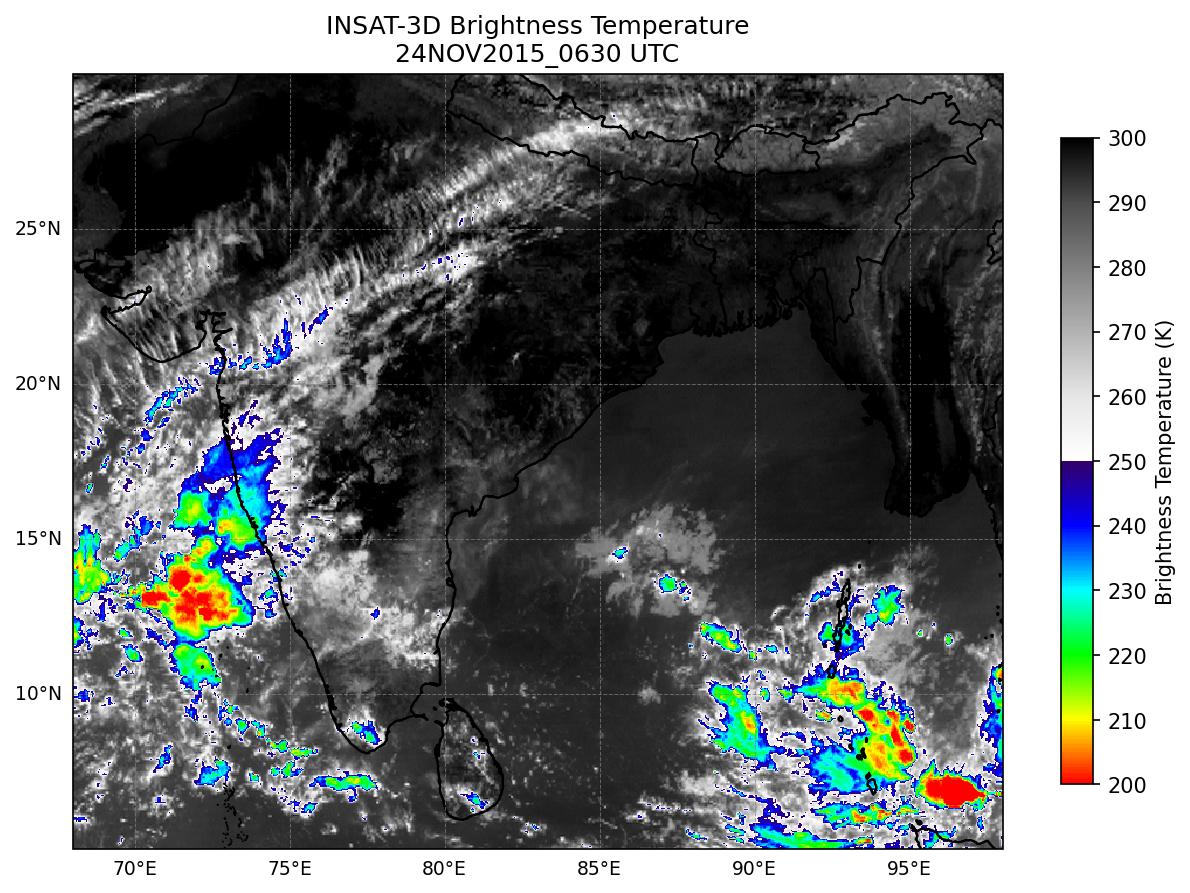 INSAT-3D Brightness Temperature
24NOV2015_0630 UTC
25°N
20°N
15°N
10°N
70°E
75°E
80°E
85°E
90°E
95°E
300
290
280
270
260
250
240
230
220
210
200
Brightness Temperature (K)